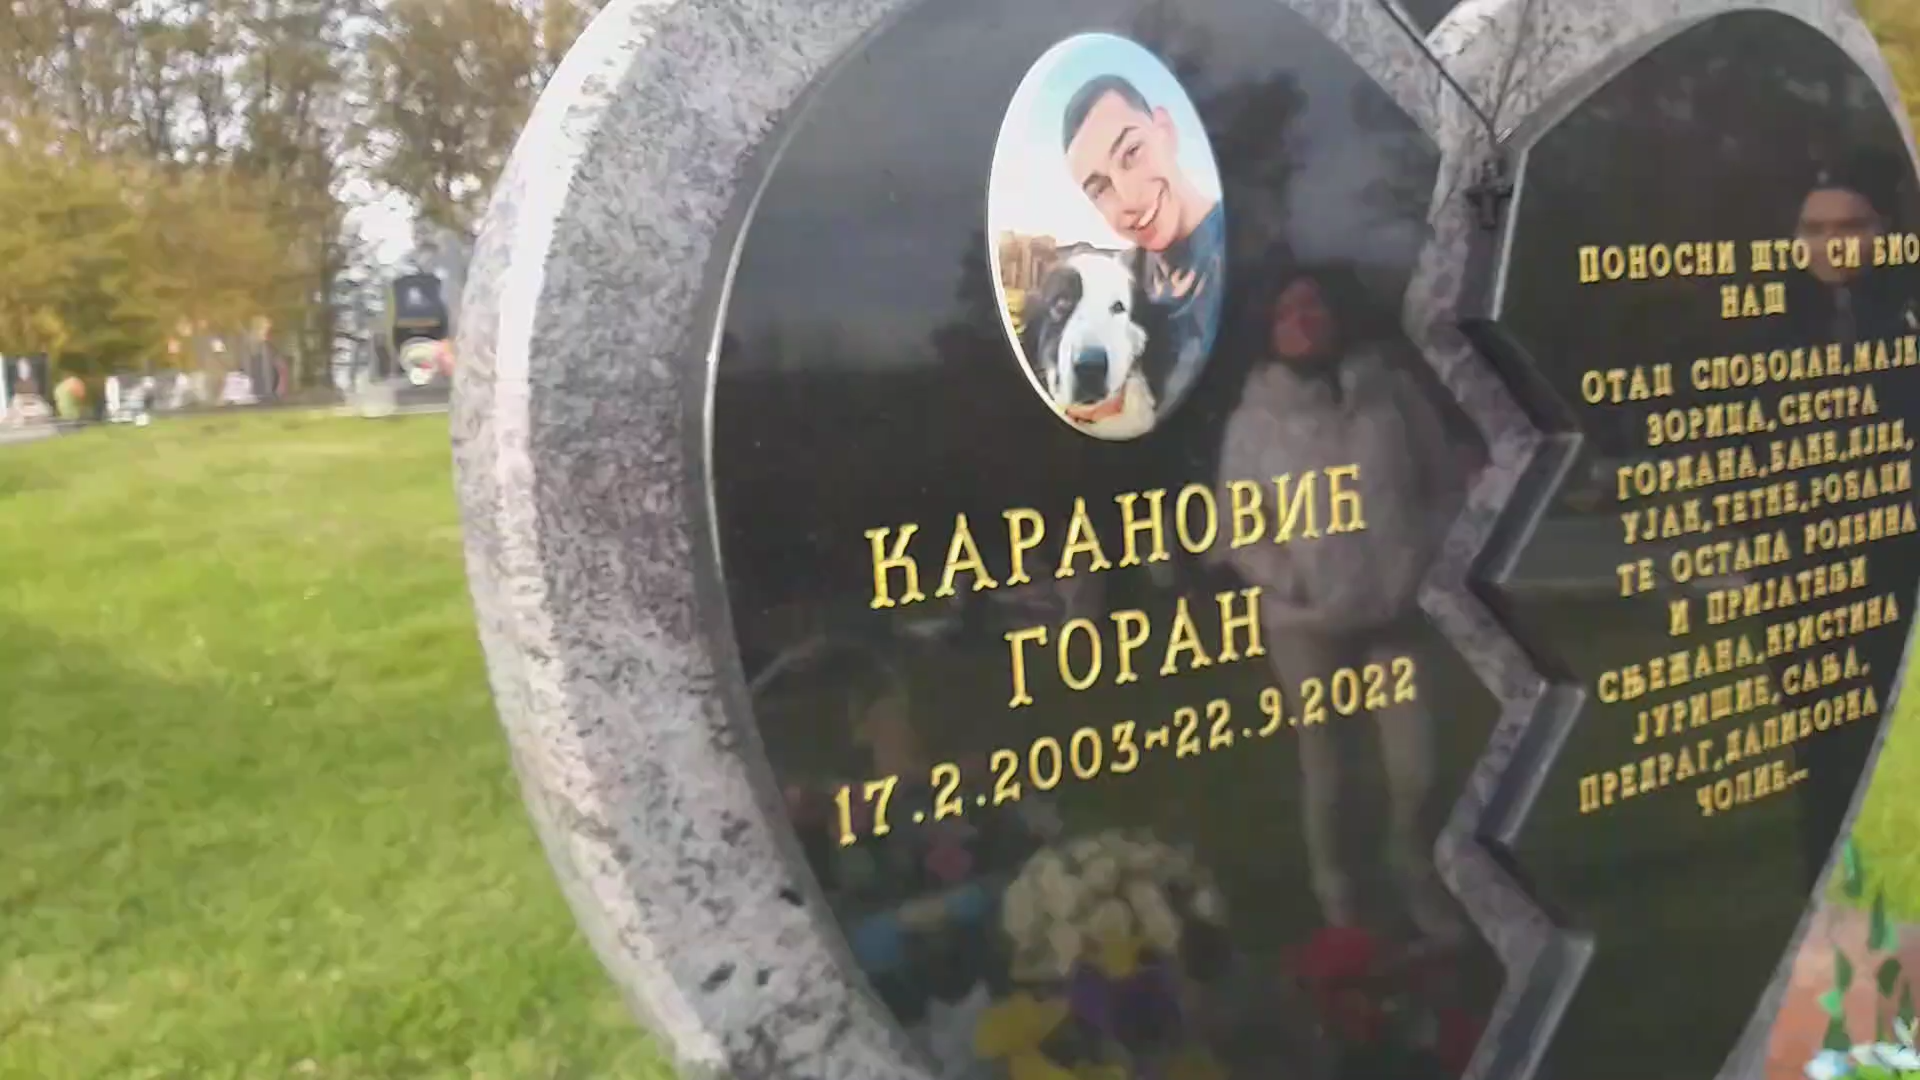 КАРАНОВИЋ
ГОРАН
17.2.2003~22.9.2022
ПОНОСНИ ШТО СИ БИО
НАШ
ОТАЦ СЛОБОДАН,МАЈК
ЗОРИЦА,СЕСТРА
ГОРДАНА,БАКЕ,ДЈЕД,
УЈАК,ТЕТКЕ,РОЂАЦИ
ТЕ ОСТАЛА РОДБИНА
И ПРИЈАТЕЉИ
СЊЕЖАНА,КРИСТИНА
ЈУРИШИЋ,САЊА,
ПРЕДРАГ,ДАЛИБОРКА
ЧОЛИЋ...